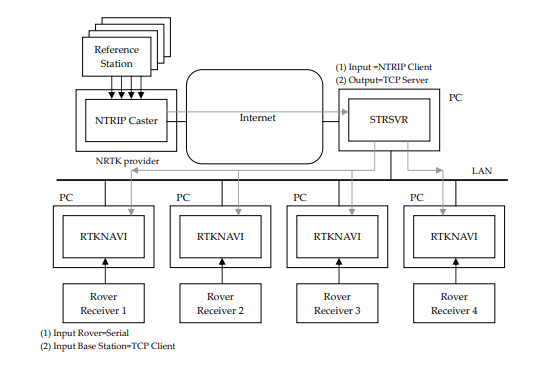 Reference
Station
(1) Input =NTRIP Client
(2) Output=TCP Server
PC
NTRIP Caster
Internet
STRSVR
NRTK provider
LAN
PC
PC
PC
PC
RTKNAVI
RTKNAVI
RTKNAVI
RTKNAVI
Rover
Receiver 1
Rover
Receiver 2
Rover
Receiver 3
Rover
Receiver 4
(1) Input Rover=Serial
(2) Input Base Station=TCP Client